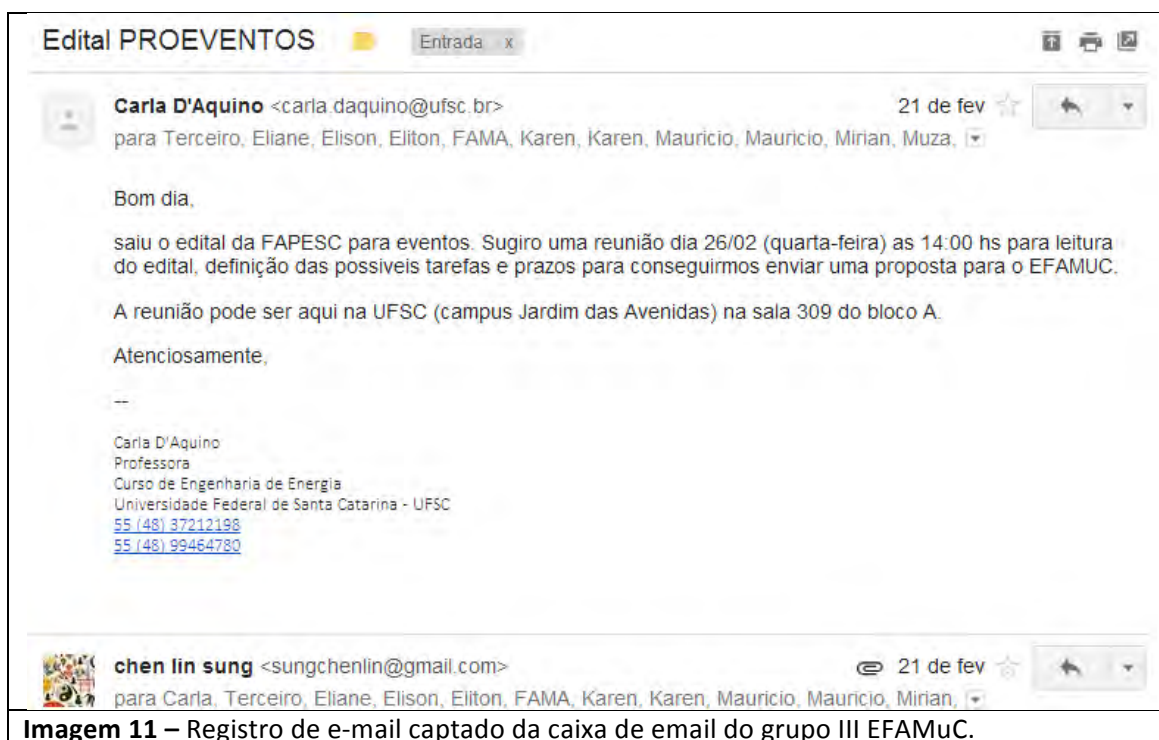 Edital PROEVENTOS Entrada x
Carla D'Aquino <carla.daquino@ufsc.br> 21 de fev
para Terceiro, Eliane, Elison, Eliton, FAMA, Karen, Karen, Mauricio, Mauricio, Mirian, Muza,
Bom dia,
saiu o edital da FAPESC para eventos. Sugiro uma reunião dia 26/02 (quarta-feira) as 14:00 hs para leitura
do edital, definição das possiveis tarefas e prazos para conseguirmos enviar uma proposta para o EFAMUC.
A reunião pode ser aqui na UFSC (campus Jardim das Avenidas) na sala 309 do bloco A.
Atenciosamente,
--
Carla D'Aquino
Professora
Curso de Engenharia de Energia
Universidade Federal de Santa Catarina - UFSC
55 (48) 37212198
55 (48) 99464780
chen lin sung <sungchenlin@gmail.com> 21 de fev
para Carla, Terceiro, Eliane, Elison, Eliton, FAMA, Karen, Karen, Mauricio, Mauricio, Mirian,
Imagem 11 – Registro de e-mail captado da caixa de email do grupo III EFAMuC.